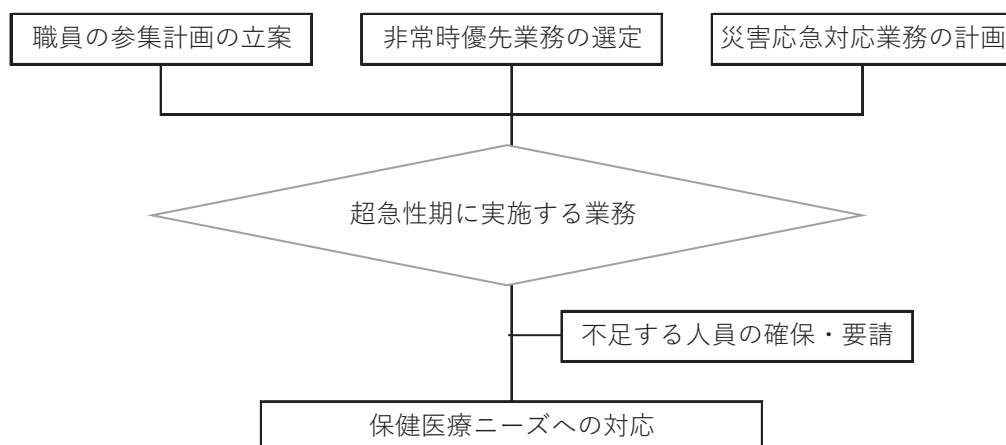 職員の参集計画の立案
非常時優先業務の選定
災害応急対応業務の計画
超急性期に実施する業務
不足する人員の確保・要請
保健医療ニーズへの対応